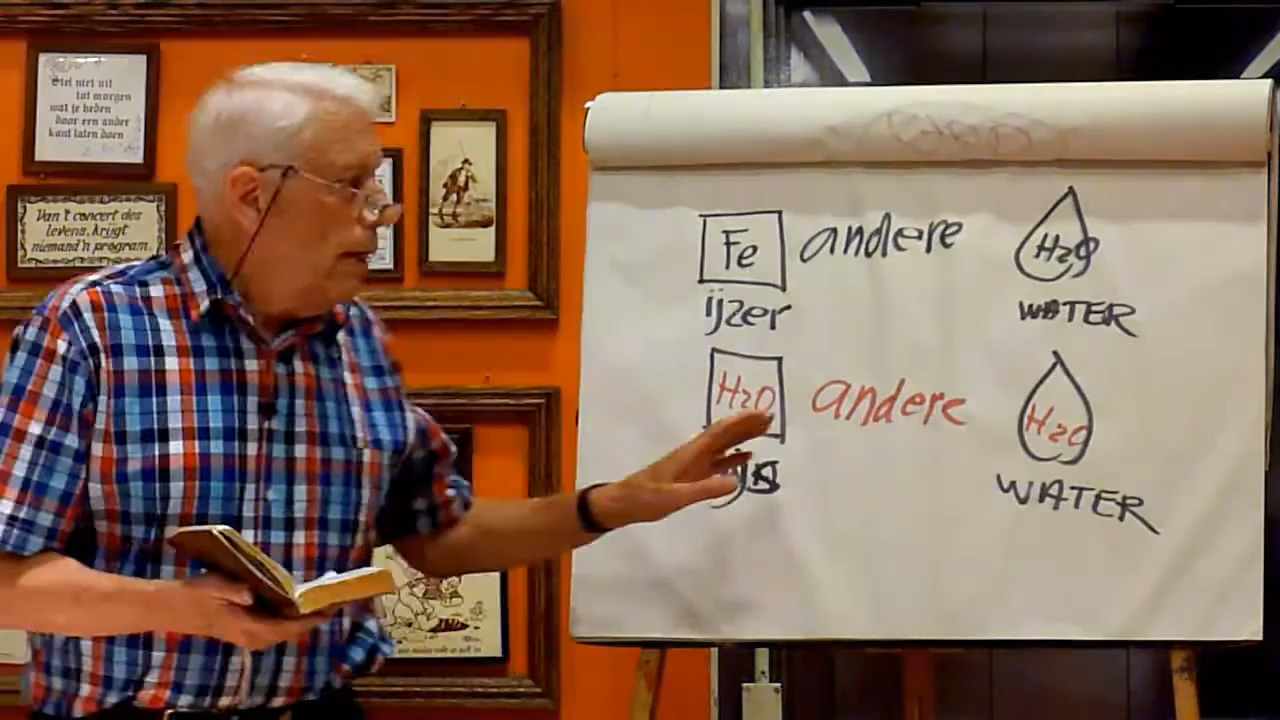 Stel niet uit
tot morgen
wat je heden
door een ander
kunt laten doen
Van 't concert des
levens, krijgt
niemand 'n program.
Fe andere H2O
ijzer WATER
H2O andere H2O
WATER